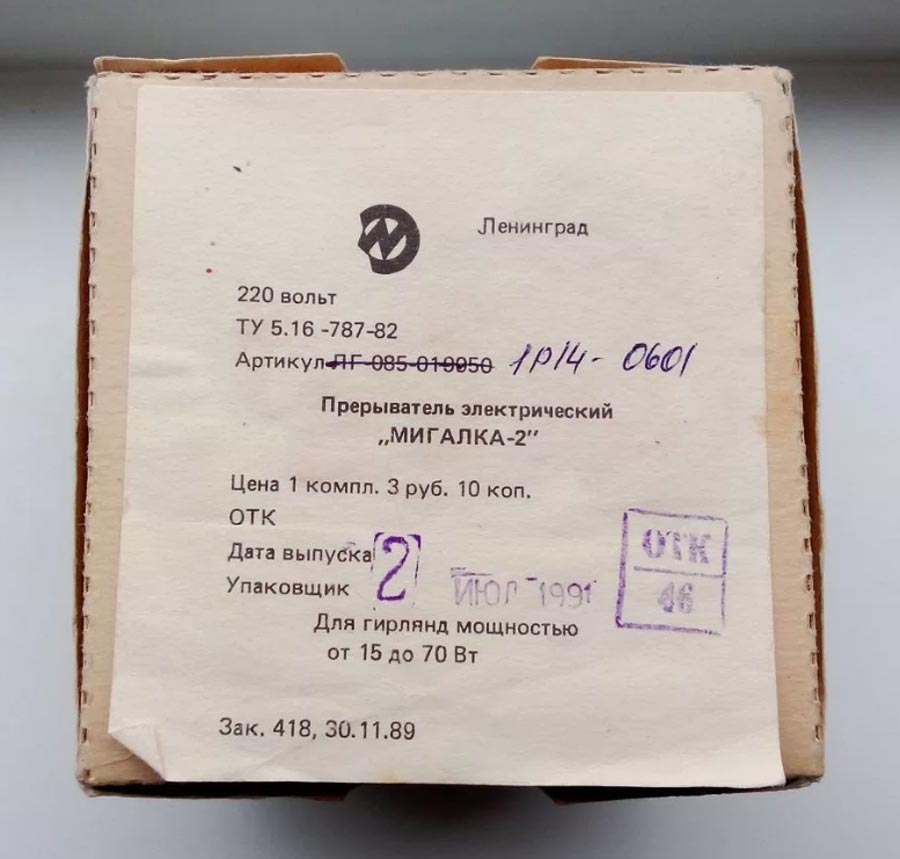 Ленинград
220 вольт
ТУ 5.16 -787-82
Артикул ЛГ-085-019950 1Р14- 0601
Прерыватель электрический
„МИГАЛКА-2”
Цена 1 компл. 3 руб. 10 коп.
ОТК
Дата выпуска
Упаковщик 2 ИЮЛ 1991
ОТК
46
Для гирлянд мощностью
от 15 до 70 Вт
Зак. 418, 30.11.89